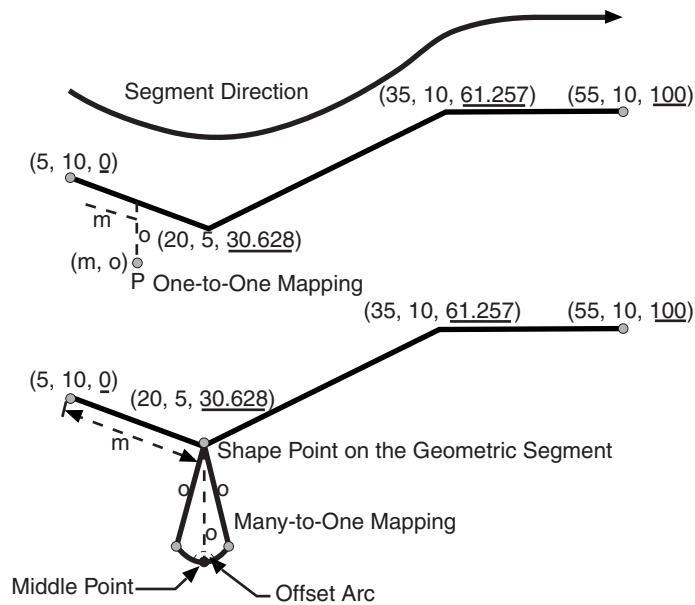 Segment Direction
(35, 10, 61.257) (55, 10, 100)
(5, 10, 0)
m
o (20, 5, 30.628)
(m, o)
P One-to-One Mapping
(35, 10, 61.257) (55, 10, 100)
(5, 10, 0)
(20, 5, 30.628)
m
Shape Point on the Geometric Segment
o o
Many-to-One Mapping
o
Middle Point
Offset Arc